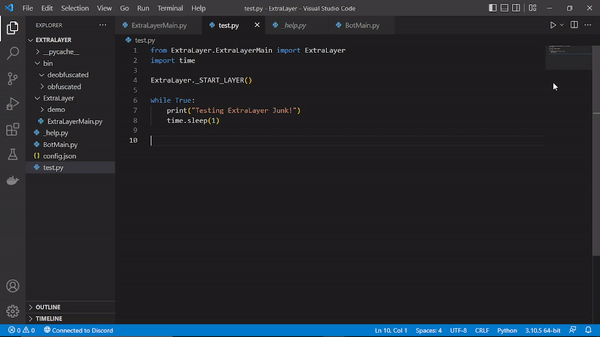 File Edit Selection View Go Run Terminal Help test.py - ExtraLayer - Visual Studio Code
EXPLORER ExtraLayerMain.py test.py _help.py BotMain.py
EXTRALAYER
__pycache__
bin
deobfuscated
obfuscated
ExtraLayer
demo
ExtraLayerMain.py
_help.py
BotMain.py
config.json
test.py
test.py
1 from ExtraLayer.ExtraLayerMain import ExtraLayer
2 import time
3
4 ExtraLayer._START_LAYER()
5
6 while True:
7 print("Testing ExtraLayer Junk!")
8 time.sleep(1)
9
10
OUTLINE
TIMELINE
0 0 Connected to Discord Ln 10, Col 1 Spaces: 4 UTF-8 CRLF Python 3.10.5 64-bit